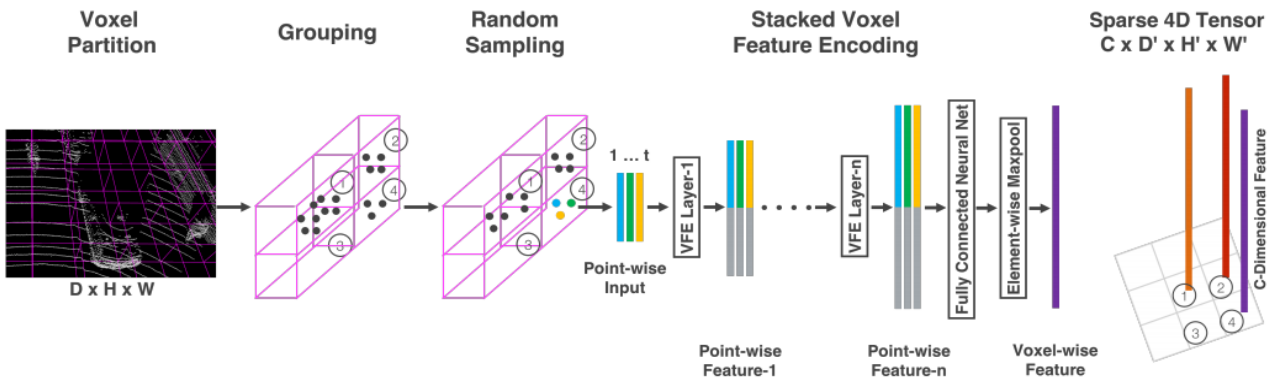 Voxel
Partition
Grouping
Random
Sampling
Stacked Voxel
Feature Encoding
Sparse 4D Tensor
C x D' x H' x W'
D x H x W
1
2
3
4
1
2
3
4
1 ... t
Point-wise
Input
VFE Layer-1
Point-wise
Feature-1
VFE Layer-n
Point-wise
Feature-n
Fully Connected Neural Net
Element-wise Maxpool
Voxel-wise
Feature
C-Dimensional Feature
1
2
3
4